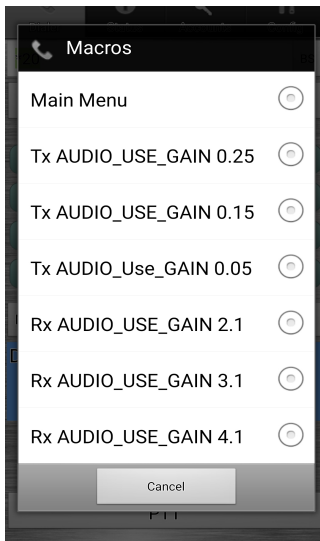 Macros
Main Menu
Tx AUDIO_USE_GAIN 0.25
Tx AUDIO_USE_GAIN 0.15
Tx AUDIO_Use_GAIN 0.05
Rx AUDIO_USE_GAIN 2.1
Rx AUDIO_USE_GAIN 3.1
Rx AUDIO_USE_GAIN 4.1
Cancel
PTT